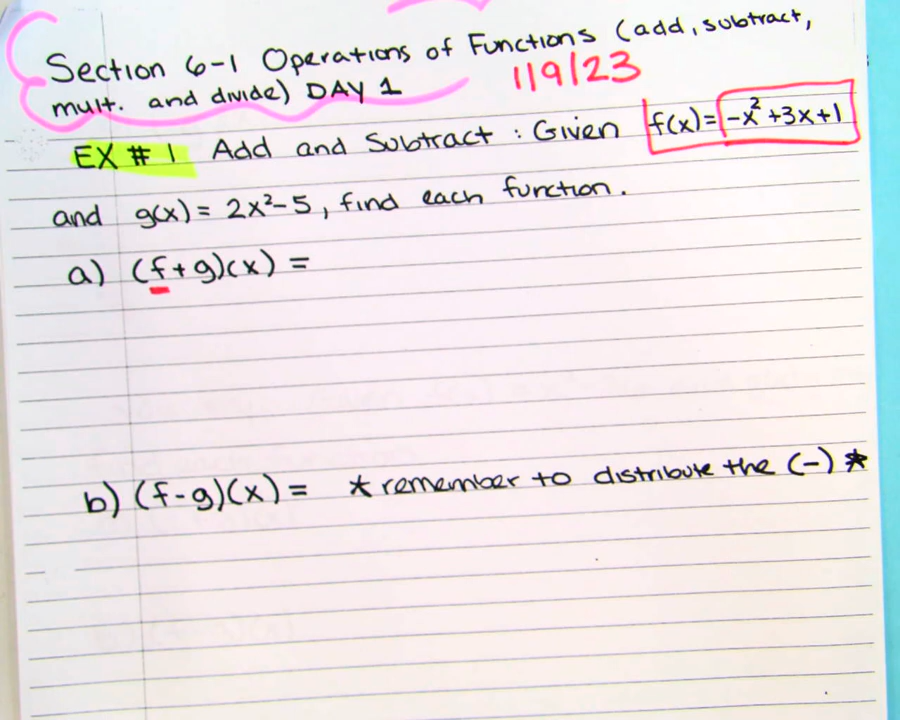 Section 6-1 Operations of Functions (add, subtract,
mult. and divide) DAY 1 1/9/23
EX #1 Add and Subtract : Given f(x) = -x²+3x+1
and g(x) = 2x²-5, find each function.
a) (f+g)(x) =
b) (f-g)(x) = *remember to distribute the (-)*